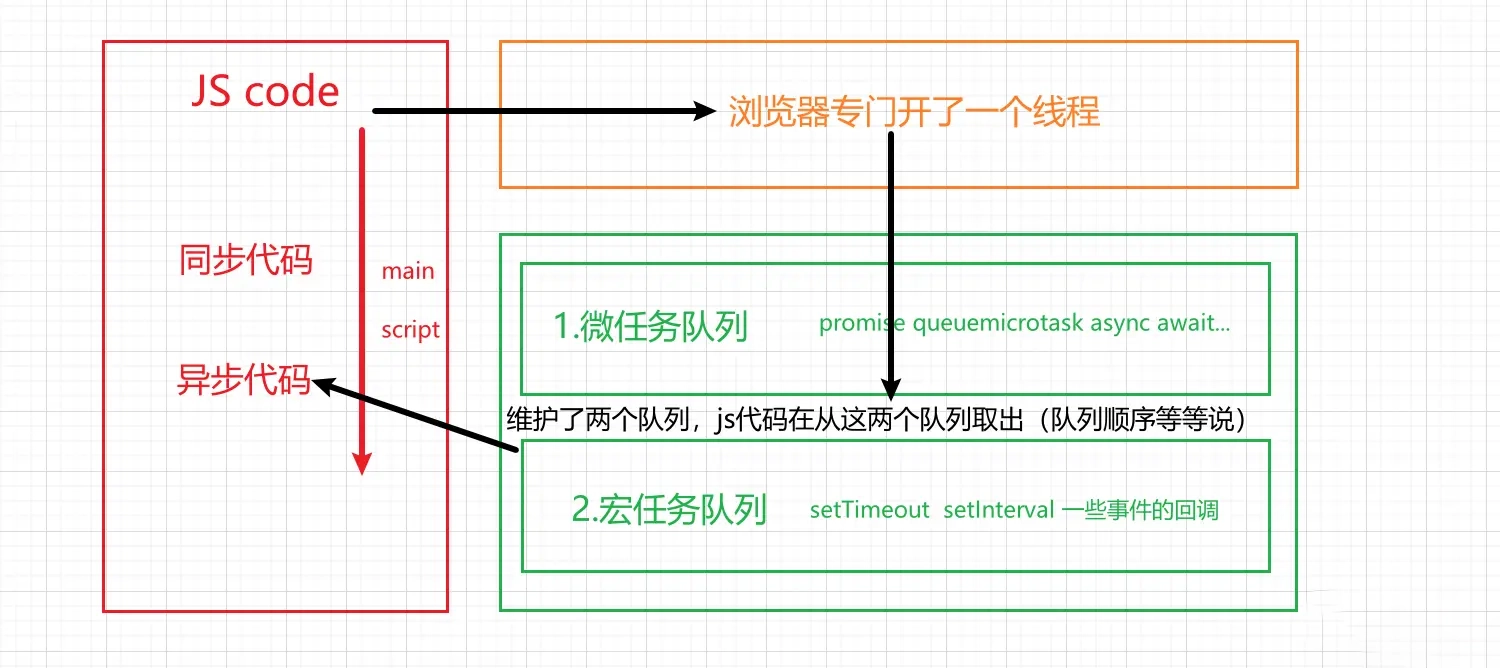 JS code
同步代码
main
script
异步代码
浏览器专门开了一个线程
1.微任务队列 promise queuemicrotask async await...
维护了两个队列，js代码在从这两个队列取出（队列顺序等等说）
2.宏任务队列 setTimeout setInterval 一些事件的回调